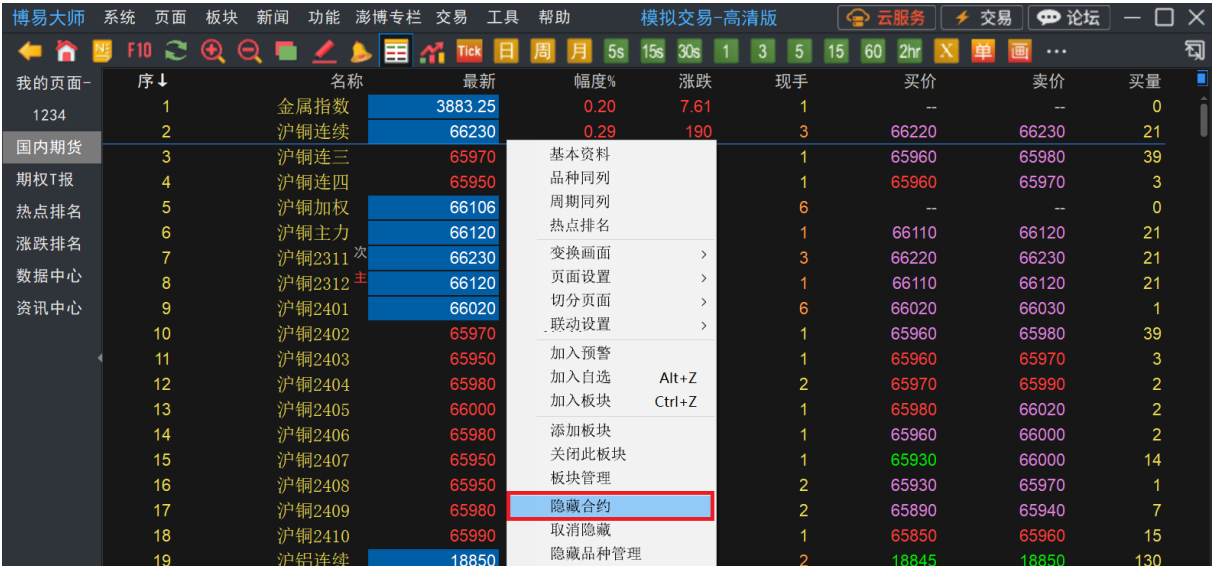 博易大师 系统 页面 板块 新闻 功能 澎博专栏 交易 工具 帮助 模拟交易-高清版 云服务 交易 论坛
NE F10 Tick 日 周 月 5s 15s 30s 1 3 5 15 60 2hr X 单 画 ···
我的页面- 序↓ 名称 最新 幅度% 涨跌 现手 买价 卖价 买量
1234 1 金属指数 3883.25 0.20 7.61 1 -- -- 0
国内期货 2 沪铜连续 66230 0.29 190 3 66220 66230 21
3 沪铜连三 65970 基本资料 1 65960 65980 39
期权T报 4 沪铜连四 65950 品种同列 1 65960 65970 3
热点排名 5 沪铜加权 66106 周期同列 6 -- -- 0
热点排名
涨跌排名 6 沪铜主力 66120 1 66110 66120 21
变换画面 >
数据中心 7 沪铜2311 次 66230 3 66220 66230 21
页面设置 >
资讯中心 8 沪铜2312 主 66120 1 66110 66120 21
切分页面 >
9 沪铜2401 66020 6 66020 66030 1
联动设置 >
10 沪铜2402 65970 1 65960 65980 39
加入预警
11 沪铜2403 65950 1 65960 65970 3
加入自选 Alt+Z
12 沪铜2404 65980 2 65970 65990 2
加入板块 Ctrl+Z
13 沪铜2405 66000 1 65980 66020 2
添加板块
14 沪铜2406 65980 1 65960 66000 2
关闭此板块
15 沪铜2407 65950 1 65930 66000 14
板块管理
16 沪铜2408 65950 2 65930 65970 1
隐藏合约
17 沪铜2409 65980 2 65890 65940 7
取消隐藏
18 沪铜2410 65990 1 65850 65960 15
隐藏品种管理
19 沪铝连续 18850 2 18845 18850 130